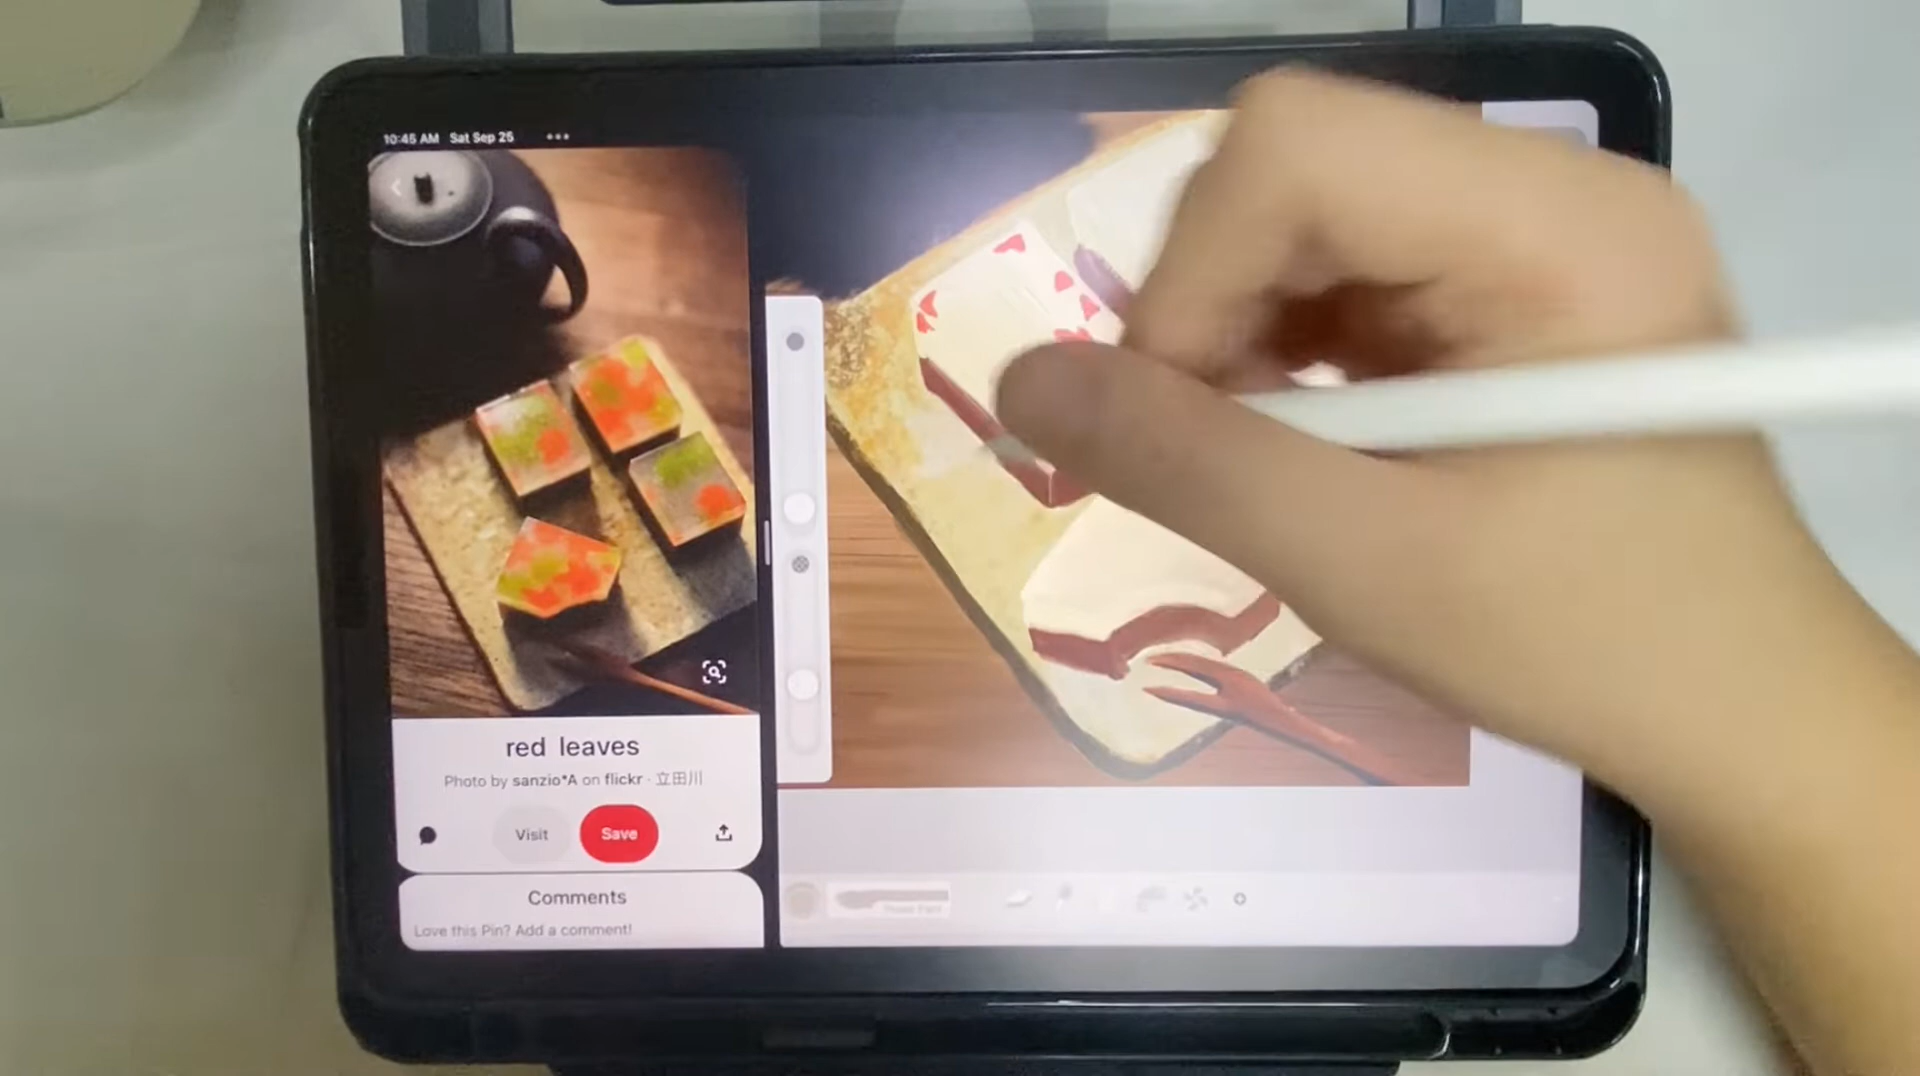 10:45 AM Sat Sep 25
red leaves
Photo by sanzio*A on flickr · 立田川
Visit
Save
Comments
Love this Pin? Add a comment!